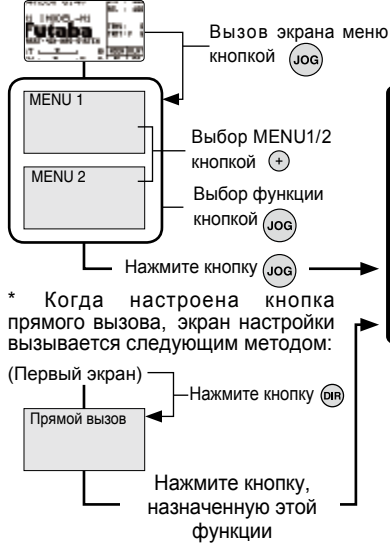 Futaba
Вызов экрана меню
кнопкой JOG
MENU 1
Выбор MENU1/2
кнопкой +
MENU 2
Выбор функции
кнопкой JOG
Нажмите кнопку JOG
* Когда настроена кнопка
прямого вызова, экран настройки
вызывается следующим методом:
(Первый экран)
Нажмите кнопку DIR
Прямой вызов
Нажмите кнопку,
назначенную этой
функции